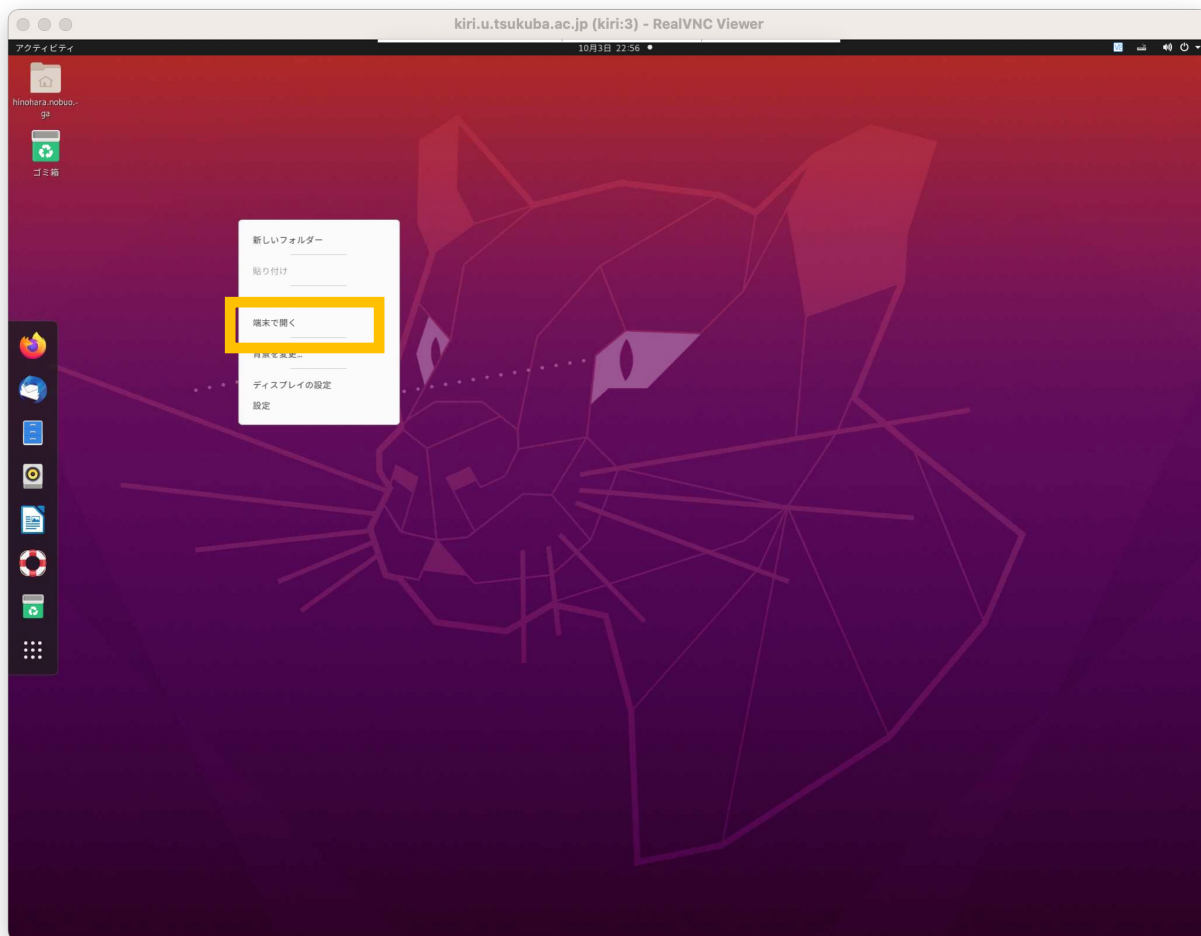 kiri.u.tsukuba.ac.jp (kiri:3) - RealVNC Viewer
アクティビティ
10月3日 22:56
hinohara.nobuo.-
ga
ゴミ箱
新しいフォルダー
貼り付け
端末で開く
背景を変更...
ディスプレイの設定
設定